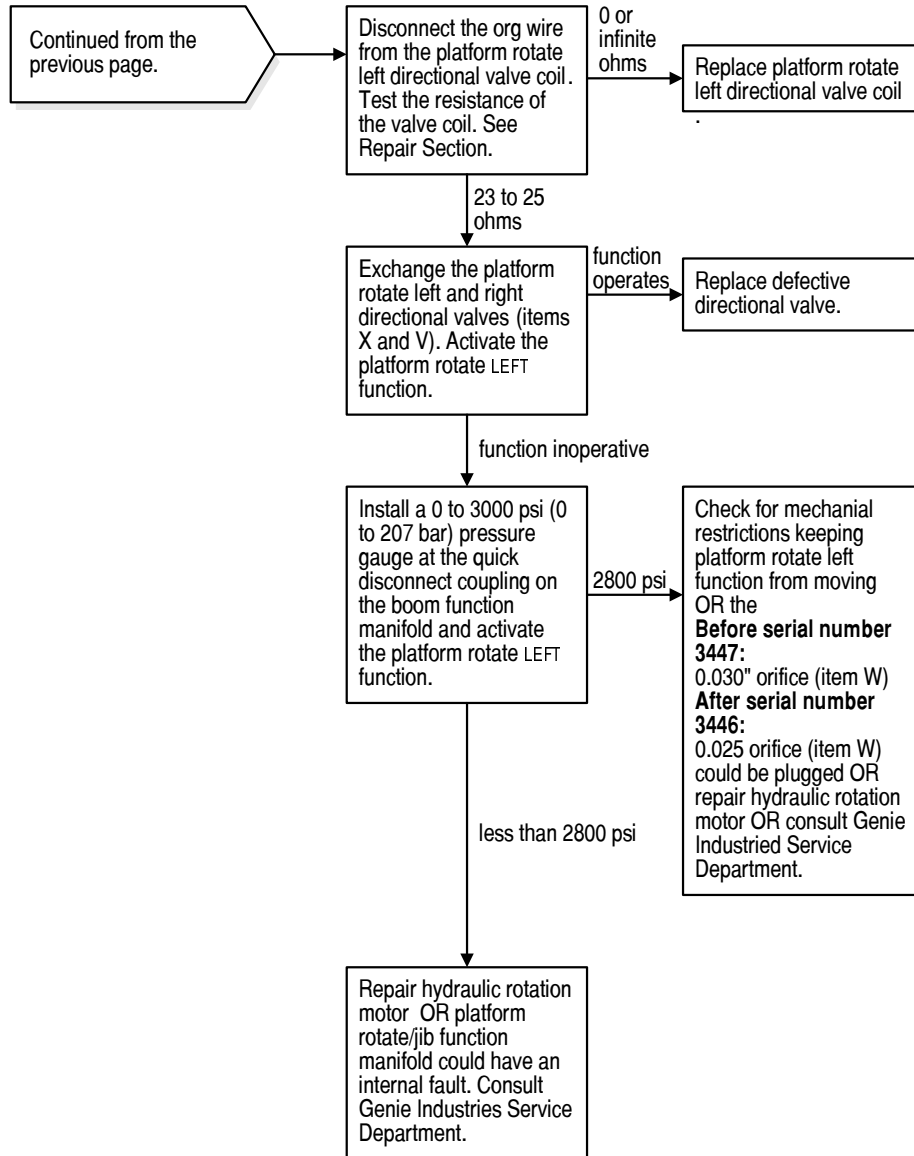 Continued from the
previous page.
Disconnect the org wire
from the platform rotate
left directional valve coil.
Test the resistance of
the valve coil. See
Repair Section.
0 or
infinite
ohms
Replace platform rotate
left directional valve coil
.
23 to 25
ohms
Exchange the platform
rotate left and right
directional valves (items
X and V). Activate the
platform rotate LEFT
function.
function
operates
Replace defective
directional valve.
function inoperative
Install a 0 to 3000 psi (0
to 207 bar) pressure
gauge at the quick
disconnect coupling on
the boom function
manifold and activate
the platform rotate LEFT
function.
2800 psi
Check for mechanial
restrictions keeping
platform rotate left
function from moving
OR the
Before serial number
3447:
0.030" orifice (item W)
After serial number
3446:
0.025 orifice (item W)
could be plugged OR
repair hydraulic rotation
motor OR consult Genie
Industried Service
Department.
less than 2800 psi
Repair hydraulic rotation
motor OR platform
rotate/jib function
manifold could have an
internal fault. Consult
Genie Industries Service
Department.